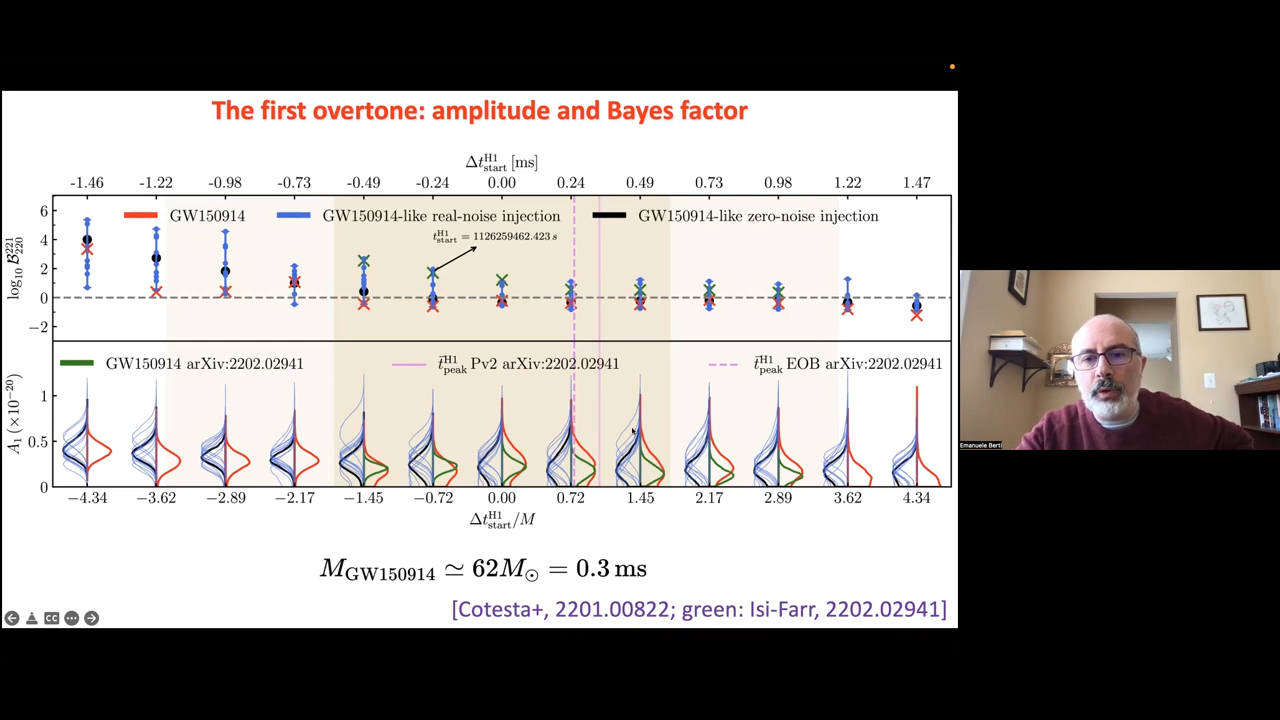 The first overtone: amplitude and Bayes factor
Δt^H1_start [ms]
-1.46 -1.22 -0.98 -0.73 -0.49 -0.24 0.00 0.24 0.49 0.73 0.98 1.22 1.47
GW150914 GW150914-like real-noise injection GW150914-like zero-noise injection
t^H1_start = 1126259462.423 s
log10 B^221_220
6
4
2
0
−2
GW150914 arXiv:2202.02941 t̄^H1_peak Pv2 arXiv:2202.02941 t̄^H1_peak EOB arXiv:2202.02941
A1 (×10^−20)
1
0.5
0
−4.34 −3.62 −2.89 −2.17 −1.45 −0.72 0.00 0.72 1.45 2.17 2.89 3.62 4.34
Δt^H1_start/M
M_GW150914 ≃ 62M⊙ = 0.3 ms
[Cotesta+, 2201.00822; green: Isi-Farr, 2202.02941]
CC
Emanuele Berti